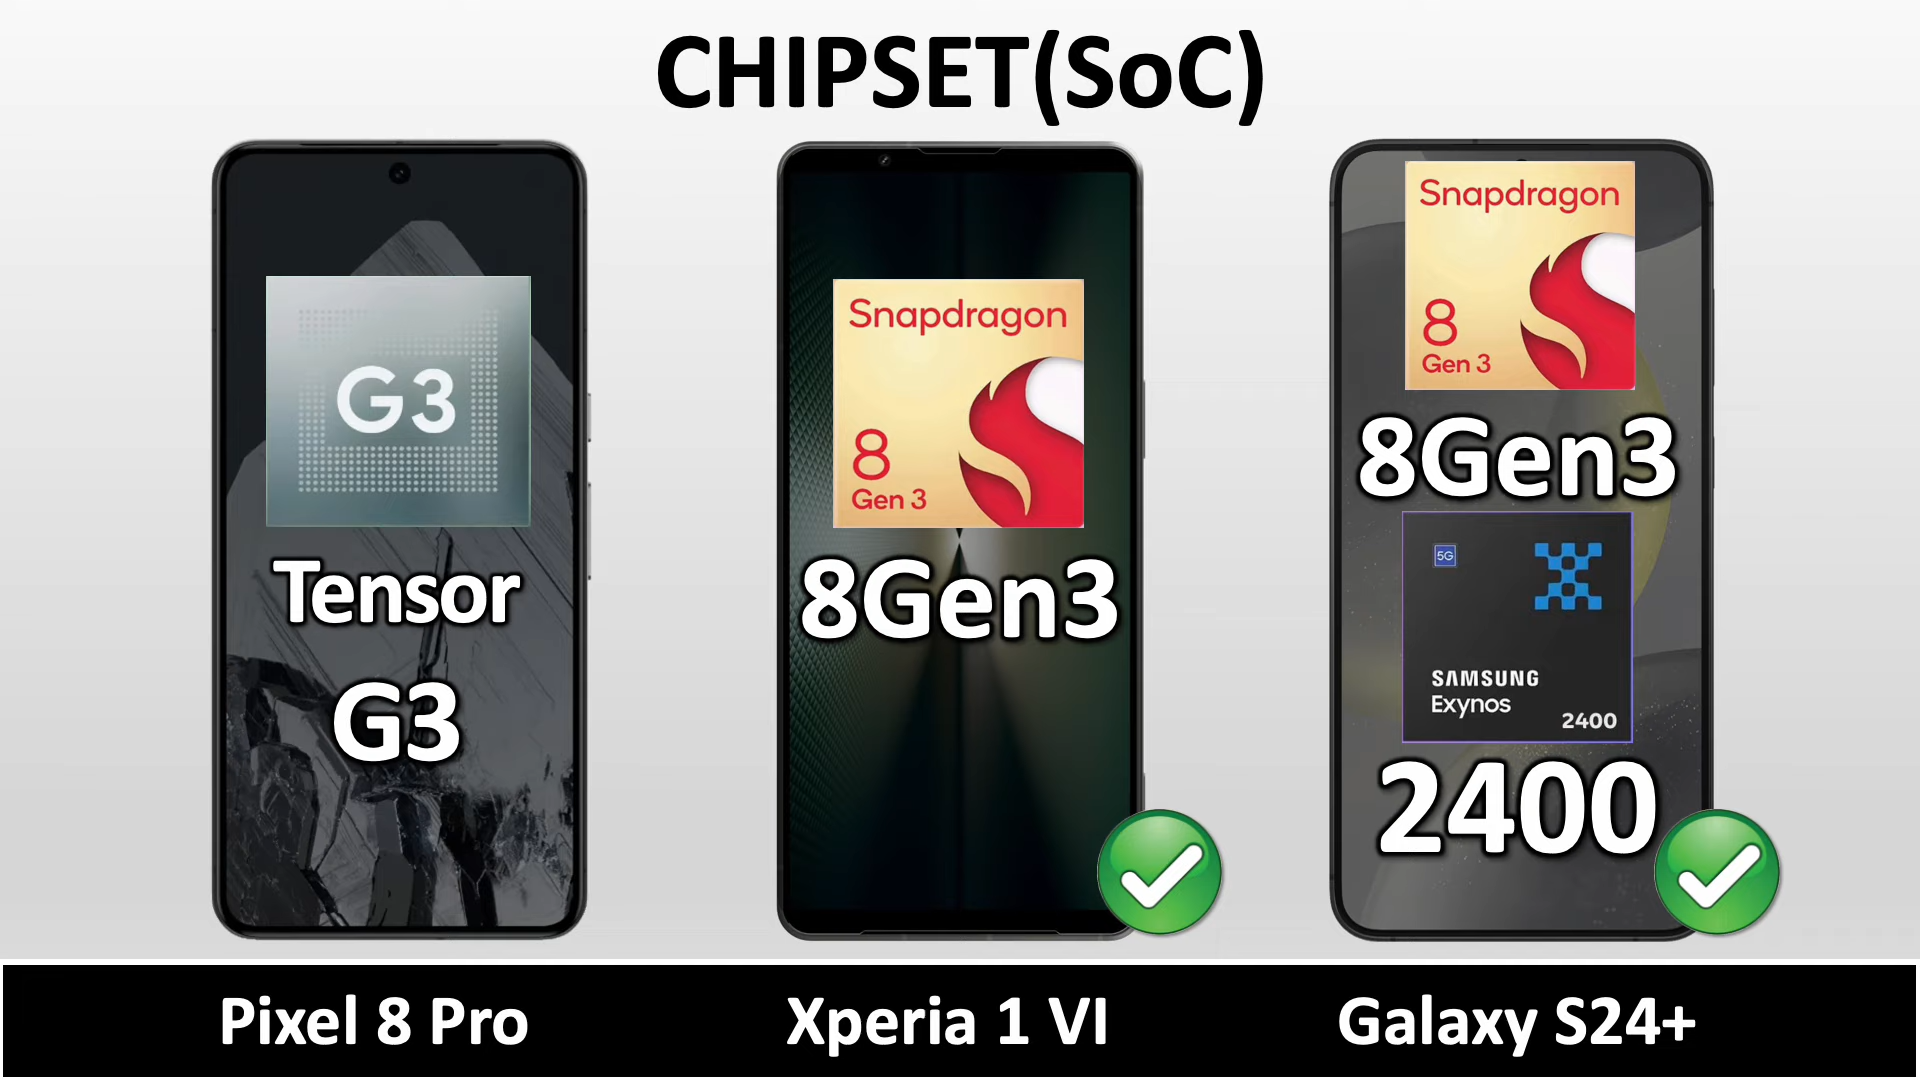 CHIPSET(SoC)
G3
Tensor
G3
Pixel 8 Pro
Snapdragon
8
Gen 3
8Gen3
Xperia 1 VI
Snapdragon
8
Gen 3
8Gen3
5G
SAMSUNG
Exynos
2400
2400
Galaxy S24+